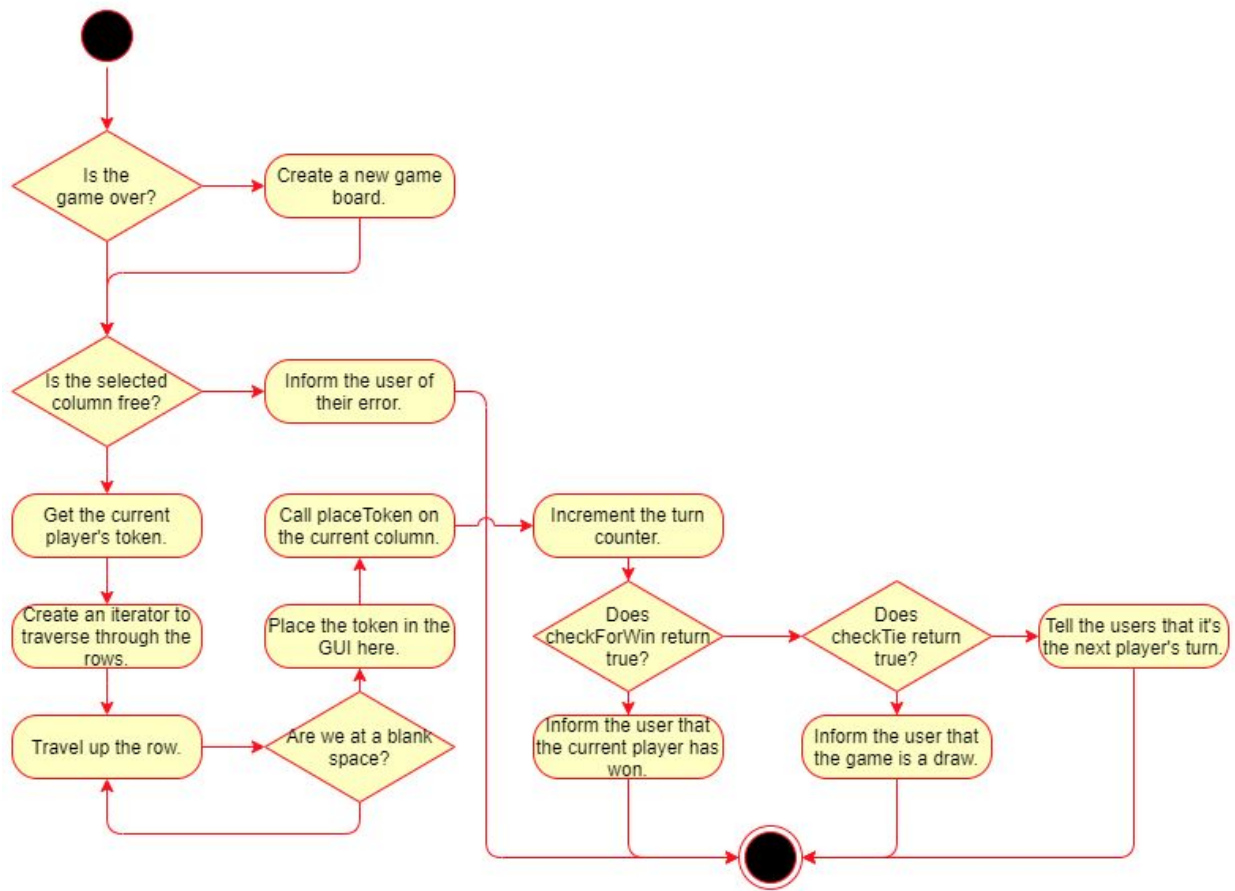 Is the
game over?
Create a new game
board.
Is the selected
column free?
Inform the user of
their error.
Get the current
player's token.
Call placeToken on
the current column.
Increment the turn
counter.
Create an iterator to
traverse through the
rows.
Place the token in the
GUI here.
Does
checkForWin return
true?
Does
checkTie return
true?
Tell the users that it's
the next player's turn.
Travel up the row.
Are we at a blank
space?
Inform the user that
the current player has
won.
Inform the user that
the game is a draw.